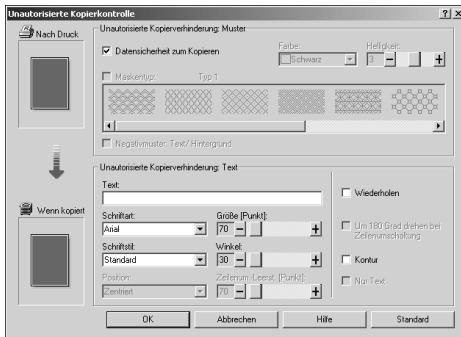 Unautorisierte Kopierkontrolle
Nach Druck
Unautorisierte Kopierverhinderung: Muster
Datensicherheit zum Kopieren
Farbe:
Schwarz
Helligkeit:
3
Maskentyp: Typ 1
Negativmuster: Text/ Hintergrund
Wenn kopiert
Unautorisierte Kopierverhinderung: Text
Text:
Schriftart:
Arial
Größe [Punkt]:
70
Schriftstil:
Standard
Winkel:
30
Position:
Zentriert
Zeilenum.-Leerst. [Punkt]:
70
Wiederholen
Um 180 Grad drehen bei
Zeilenumschaltung
Kontur
Nur Text
OK Abbrechen Hilfe Standard